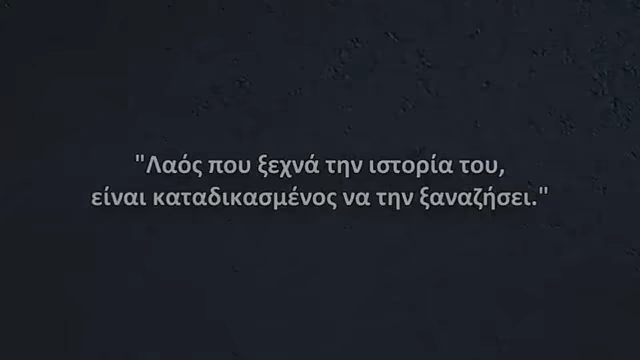 "Λαός που ξεχνά την ιστορία του,
είναι καταδικασμένος να την ξαναζήσει."